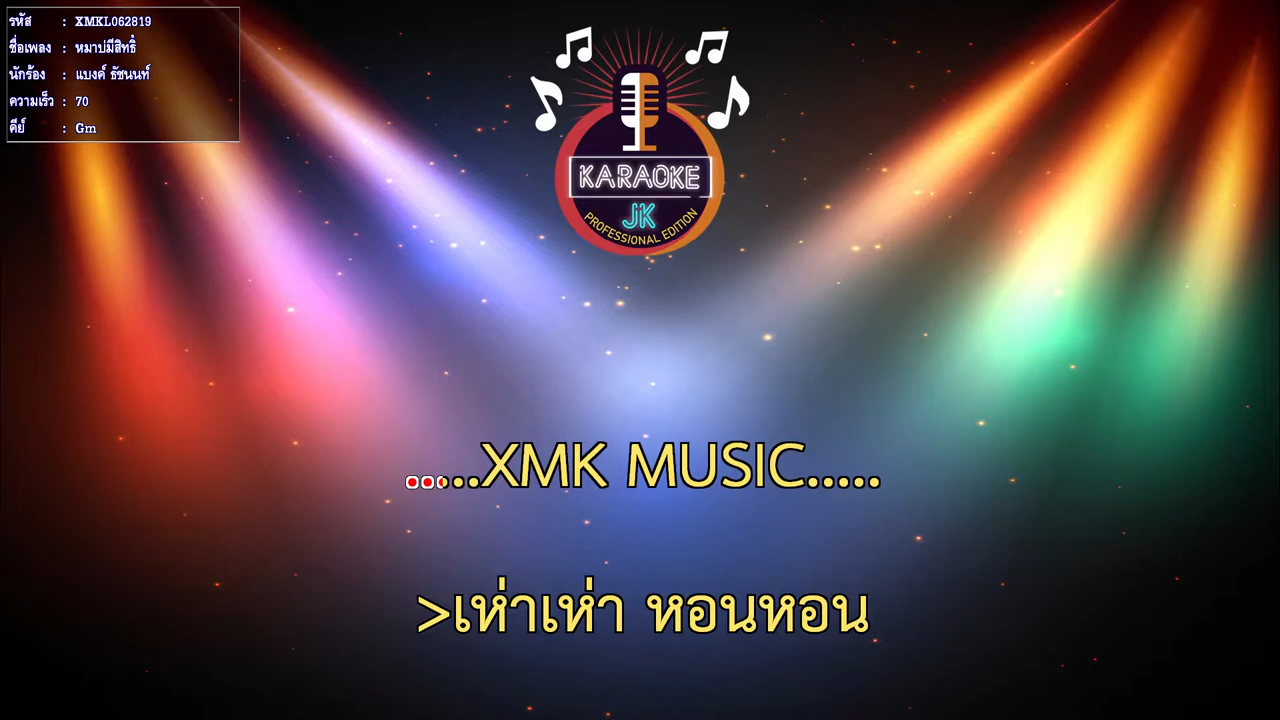 รหัส : XMKL062819
ชื่อเพลง : หมาบ่มีสิทธิ์
นักร้อง : แบงค์ ธัชนนท์
ความเร็ว : 70
คีย์ : Gm
KARAOKE
JK
PROFESSIONAL EDITION
.....XMK MUSIC.....
>เห่าเห่า หอนหอน